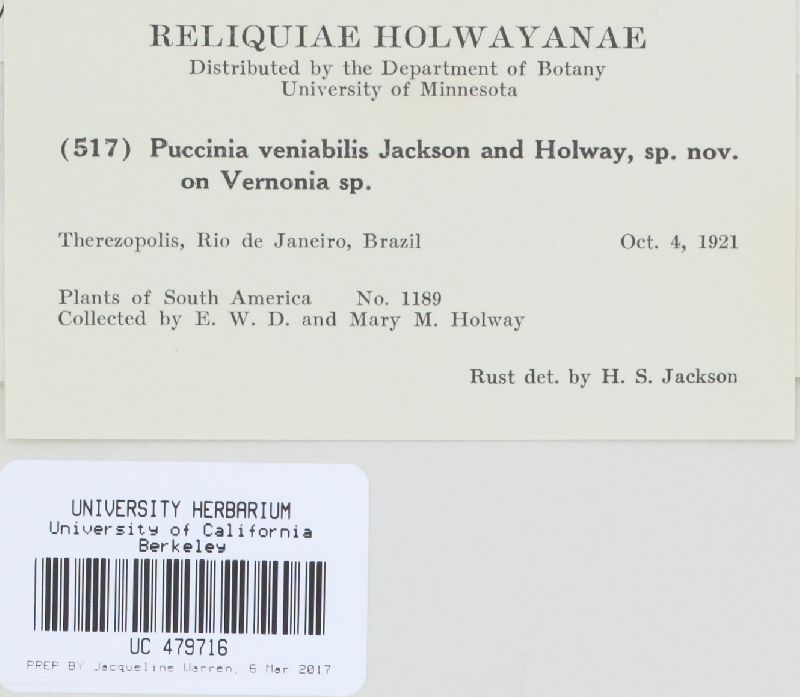 RELIQUIAE HOLWAYANAE
Distributed by the Department of Botany
University of Minnesota
(517) Puccinia veniabilis Jackson and Holway, sp. nov.
on Vernonia sp.
Therezopolis, Rio de Janeiro, Brazil Oct. 4, 1921
Plants of South America No. 1189
Collected by E. W. D. and Mary M. Holway
Rust det. by H. S. Jackson
UNIVERSITY HERBARIUM
University of California
Berkeley
UC 479716
PREP BY Jacqueline Warren, 6 Mar 2017